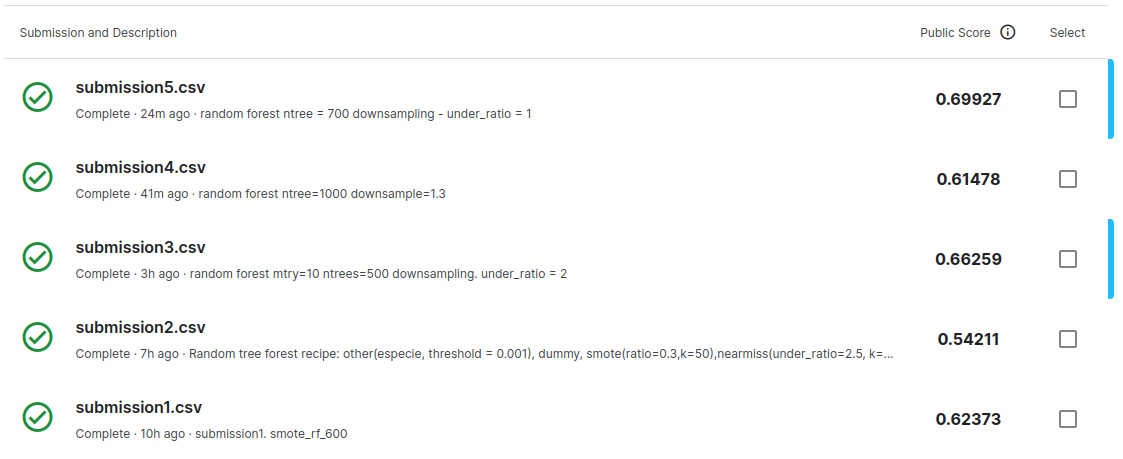 Submission and Description Public Score Select
submission5.csv
Complete · 24m ago · random forest ntree = 700 downsampling - under_ratio = 1
0.69927
submission4.csv
Complete · 41m ago · random forest ntree=1000 downsample=1.3
0.61478
submission3.csv
Complete · 3h ago · random forest mtry=10 ntrees=500 downsampling. under_ratio = 2
0.66259
submission2.csv
Complete · 7h ago · Random tree forest recipe: other(especie, threshold = 0.001), dummy, smote(ratio=0.3,k=50),nearmiss(under_ratio=2.5, k=...
0.54211
submission1.csv
Complete · 10h ago · submission1. smote_rf_600
0.62373